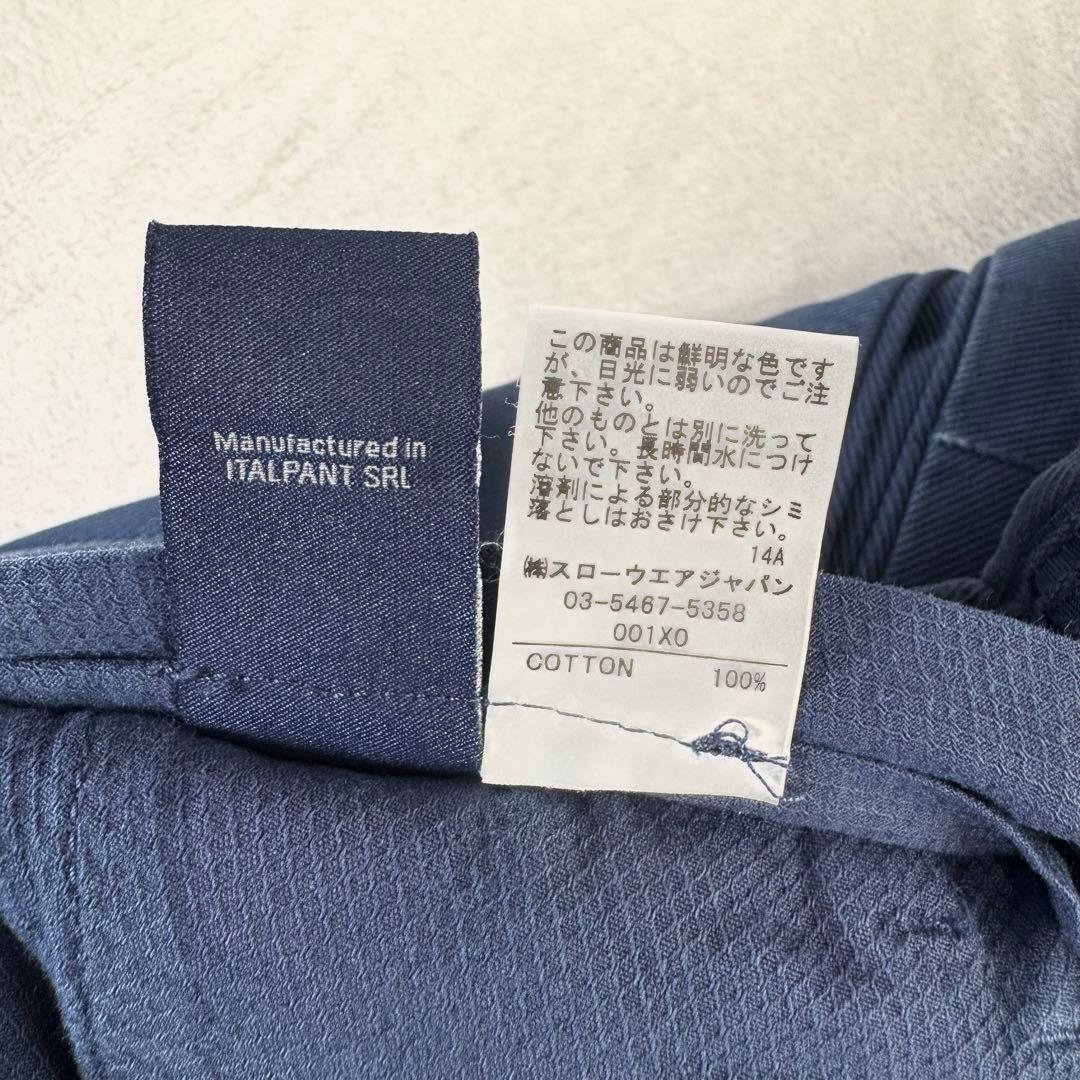 Manufactured in
ITALPANT SRL
この商品は鮮明な色です
が、日光に弱いのでご注
意下さい。
他のものとは別に洗って
下さい。長時間水につけ
ないで下さい。
溶剤による部分的なシミ
落としはおさけ下さい。
14A
㈱スローウエアジャパン
03-5467-5358
001X0
COTTON 100%